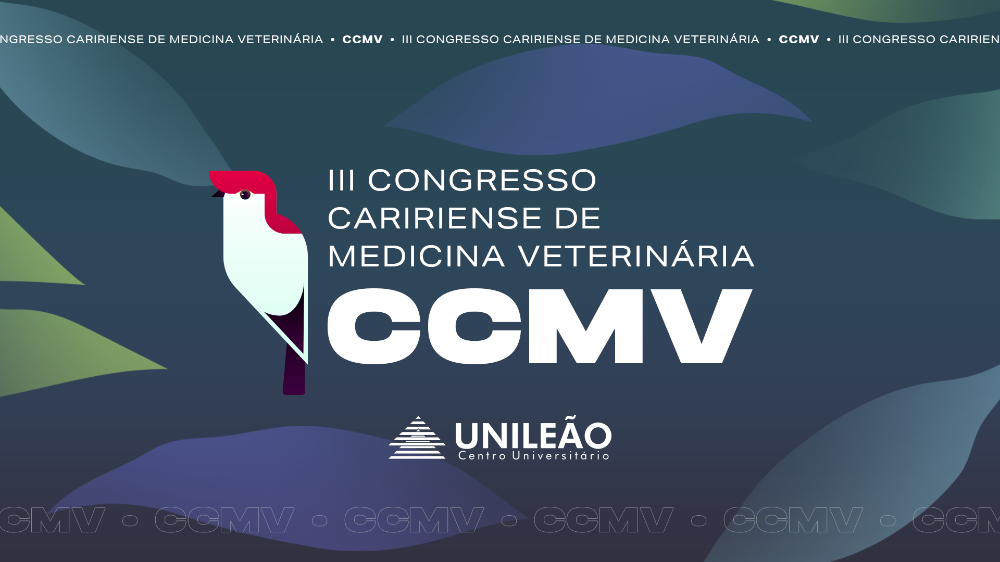 NGRESSO CARIRIENSE DE MEDICINA VETERINÁRIA • CCMV • III CONGRESSO CARIRIENSE DE MEDICINA VETERINÁRIA • CCMV • III CONGRESSO CARIRIEN
III CONGRESSO
CARIRIENSE DE
MEDICINA VETERINÁRIA
CCMV
UNILEÃO
Centro Universitário
CMV • CCMV • CCMV • CCMV • CCMV • CCM